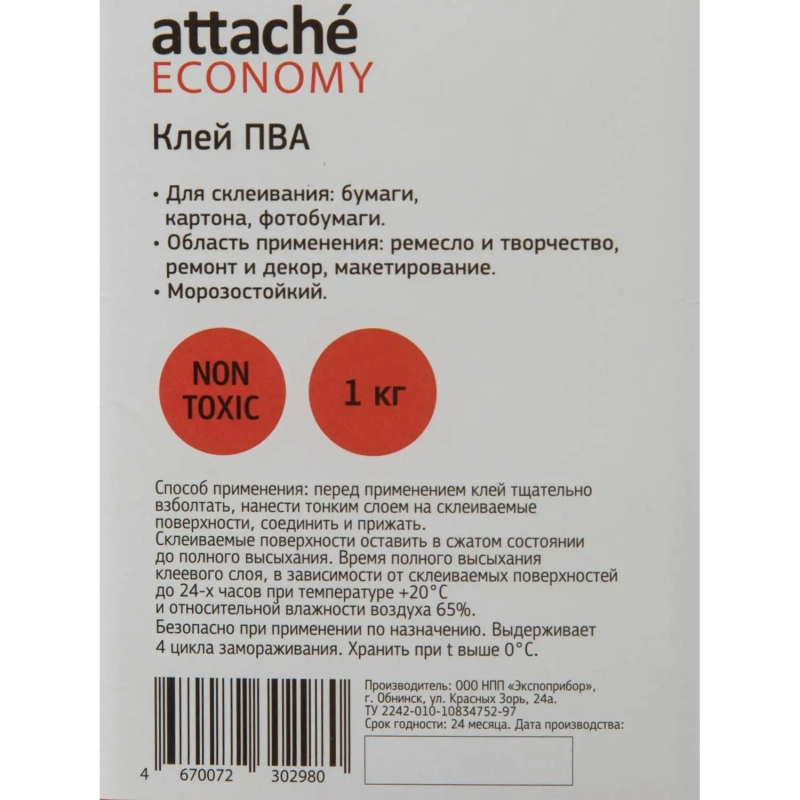 attaché
ECONOMY
Клей ПВА
• Для склеивания: бумаги,
картона, фотобумаги.
• Область применения: ремесло и творчество,
ремонт и декор, макетирование.
• Морозостойкий.
NON
TOXIC
1 кг
Способ применения: перед применением клей тщательно
взболтать, нанести тонким слоем на склеиваемые
поверхности, соединить и прижать.
Склеиваемые поверхности оставить в сжатом состоянии
до полного высыхания. Время полного высыхания
клеевого слоя, в зависимости от склеиваемых поверхностей
до 24-х часов при температуре +20°С
и относительной влажности воздуха 65%.
Безопасно при применении по назначению. Выдерживает
4 цикла замораживания. Хранить при t выше 0°С.
Производитель: ООО НПП «Экспоприбор»,
г. Обнинск, ул. Красных Зорь, 24а.
ТУ 2242-010-10834752-97
Срок годности: 24 месяца. Дата производства:
4 670072 302980